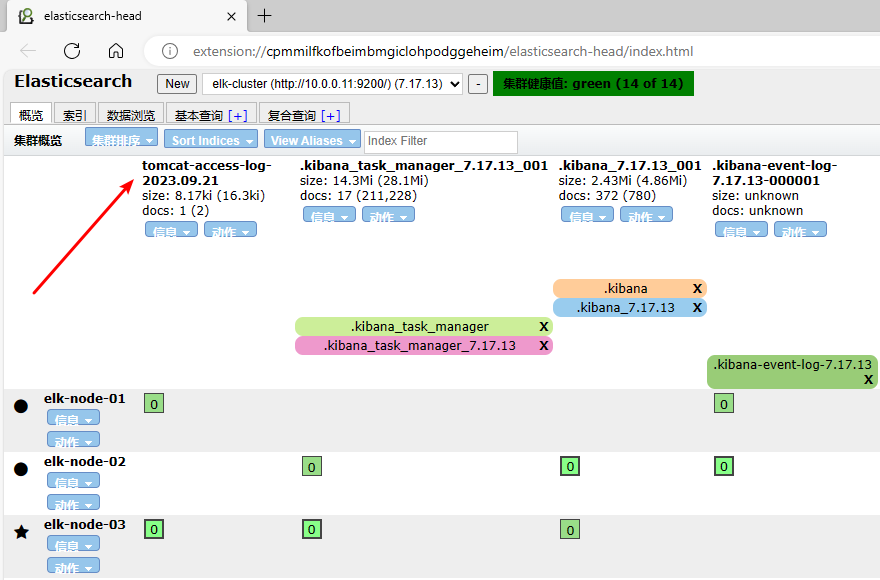 elasticsearch-head
extension://cpmmilfkofbeimbmgiclohpodggeheim/elasticsearch-head/index.html
Elasticsearch New elk-cluster (http://10.0.0.11:9200/) (7.17.13) - 集群健康值: green (14 of 14)
概览 索引 数据浏览 基本查询 [+] 复合查询 [+]
集群概览 集群排序 Sort Indices View Aliases Index Filter
tomcat-access-log-
2023.09.21
size: 8.17ki (16.3ki)
docs: 1 (2)
信息 动作
.kibana_task_manager_7.17.13_001
size: 14.3Mi (28.1Mi)
docs: 17 (211,228)
信息 动作
.kibana_7.17.13_001
size: 2.43Mi (4.86Mi)
docs: 372 (780)
信息 动作
.kibana-event-log-
7.17.13-000001
size: unknown
docs: unknown
信息 动作
.kibana X
.kibana_7.17.13 X
.kibana_task_manager X
.kibana_task_manager_7.17.13 X
.kibana-event-log-7.17.13
X
elk-node-01
信息
动作
0 0
elk-node-02
信息
动作
0 0 0
elk-node-03
信息
动作
0 0 0